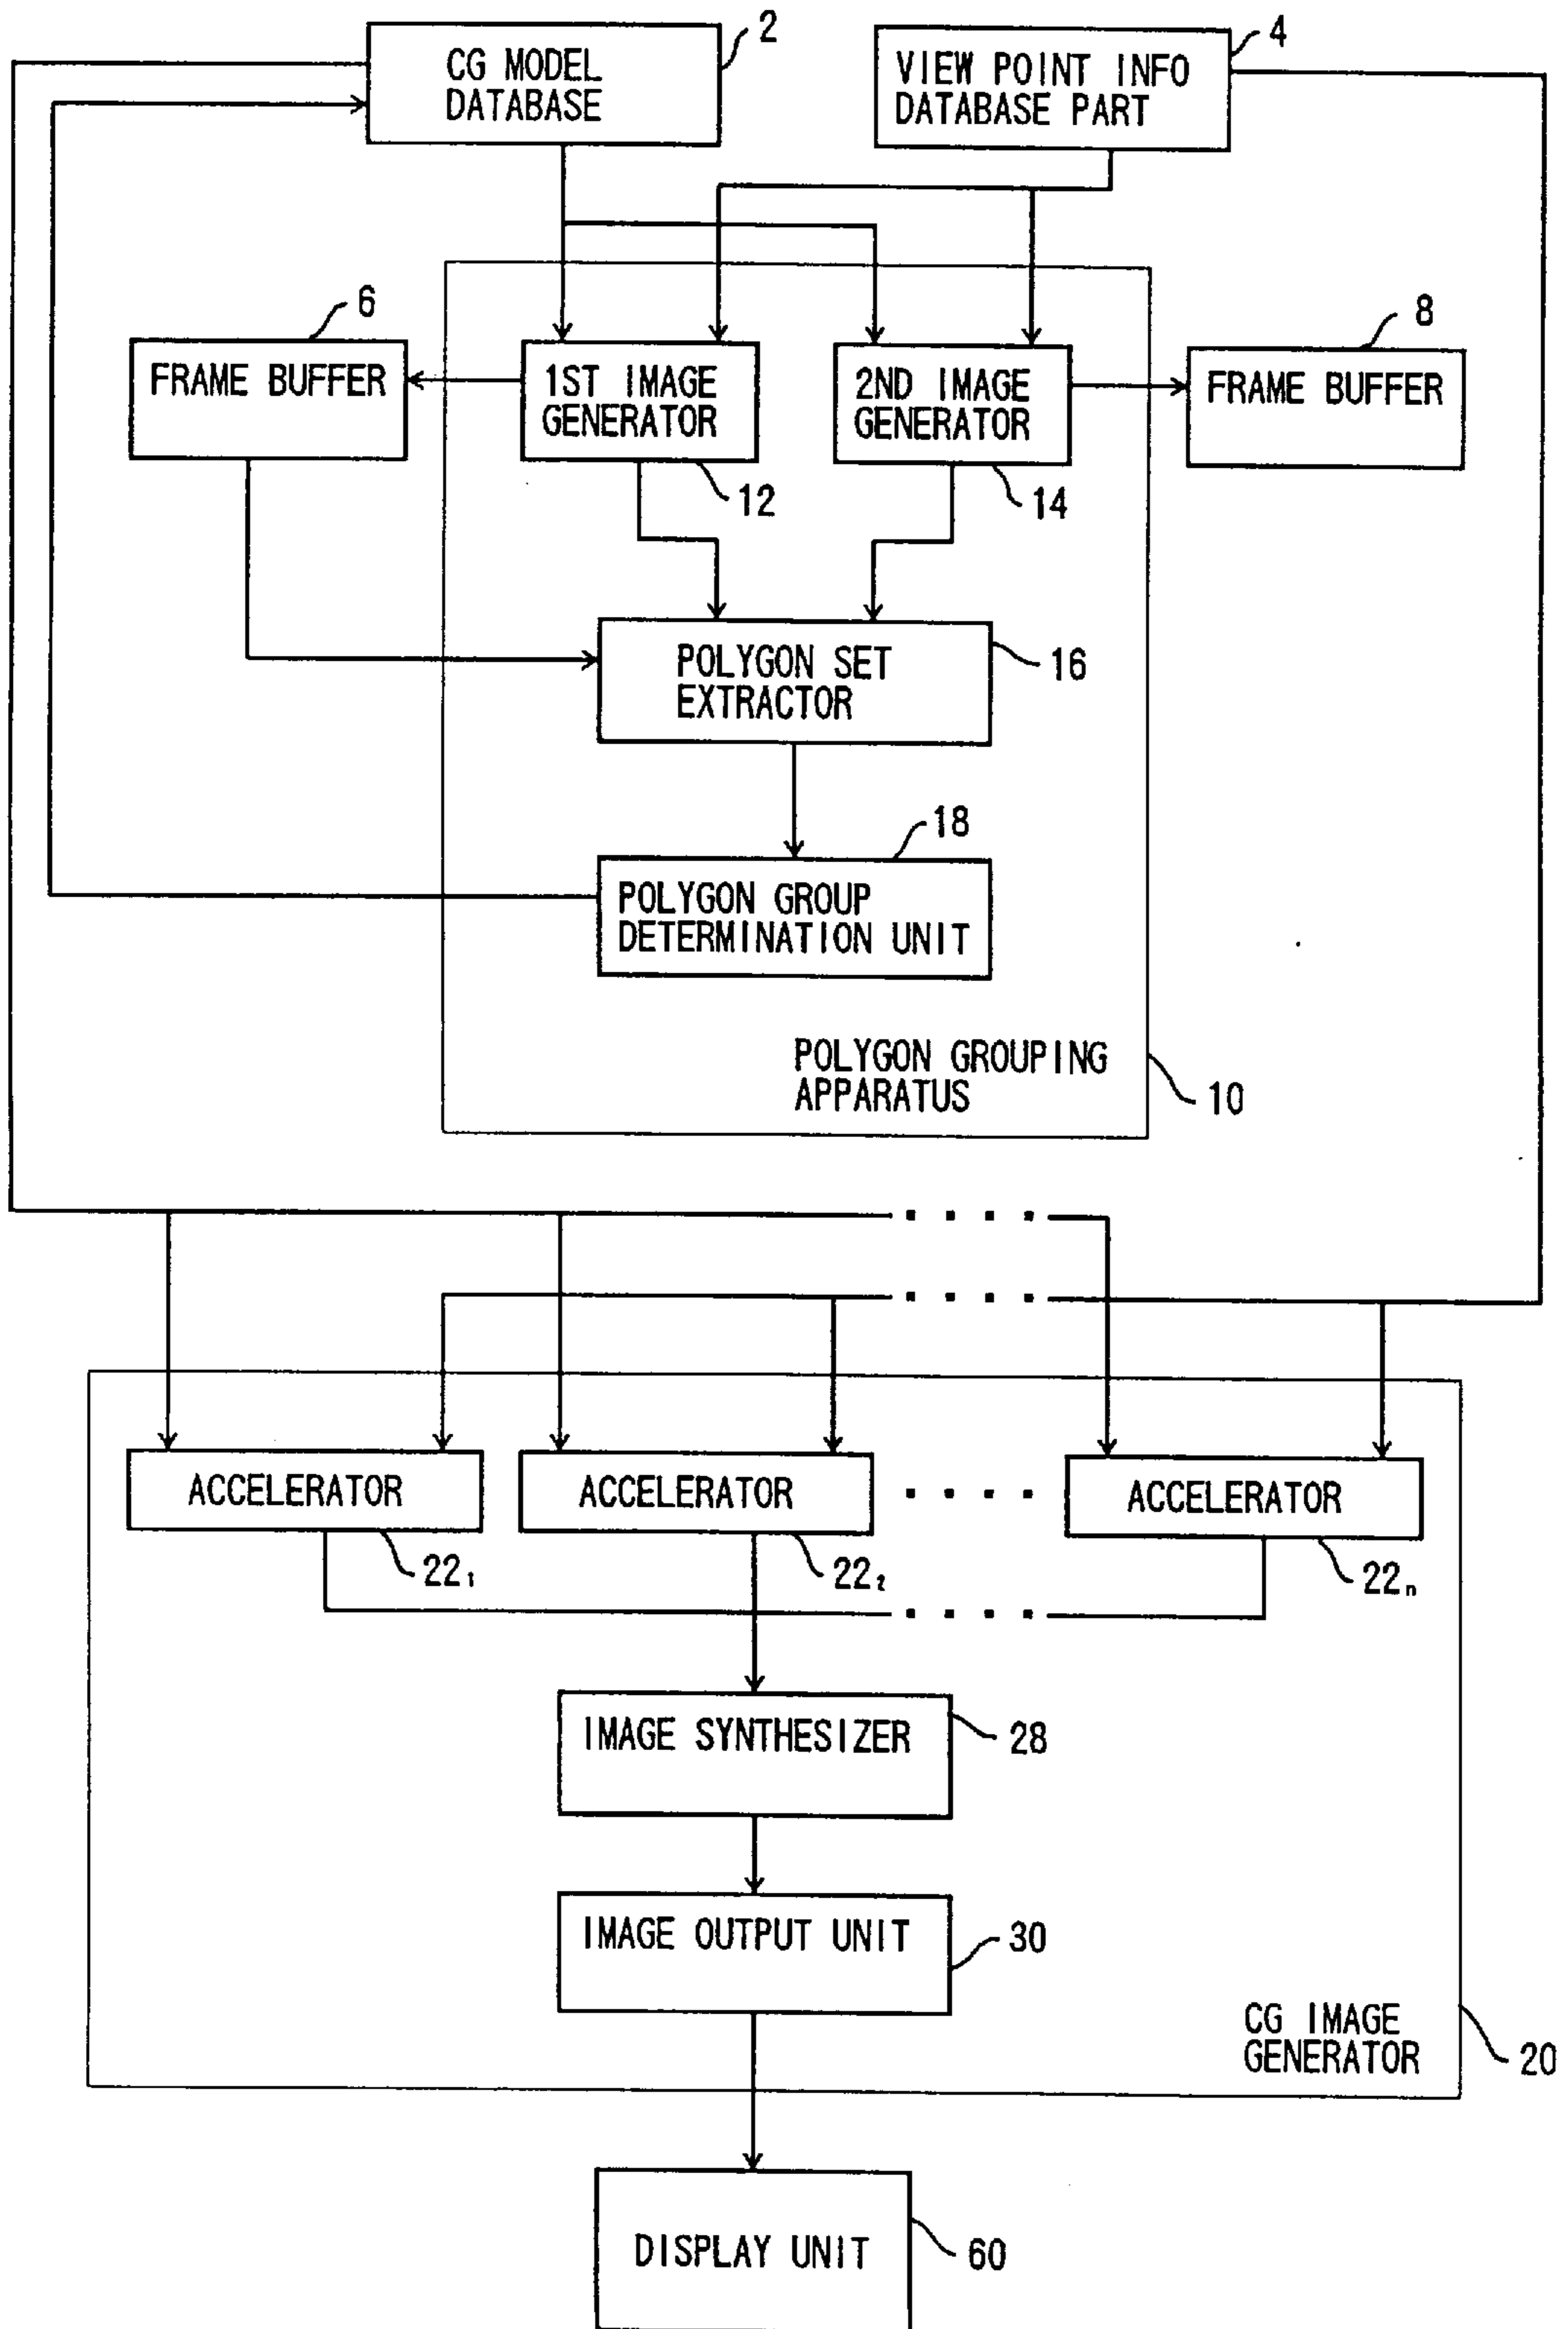 CG MODEL
DATABASE
2
VIEW POINT INFO
DATABASE PART
4
6
FRAME BUFFER
1ST IMAGE
GENERATOR
12
2ND IMAGE
GENERATOR
14
8
FRAME BUFFER
POLYGON SET
EXTRACTOR
16
18
POLYGON GROUP
DETERMINATION UNIT
POLYGON GROUPING
APPARATUS
10
ACCELERATOR
22₁
ACCELERATOR
22₂
ACCELERATOR
22ₙ
IMAGE SYNTHESIZER
28
IMAGE OUTPUT UNIT
30
CG IMAGE
GENERATOR
20
DISPLAY UNIT
60